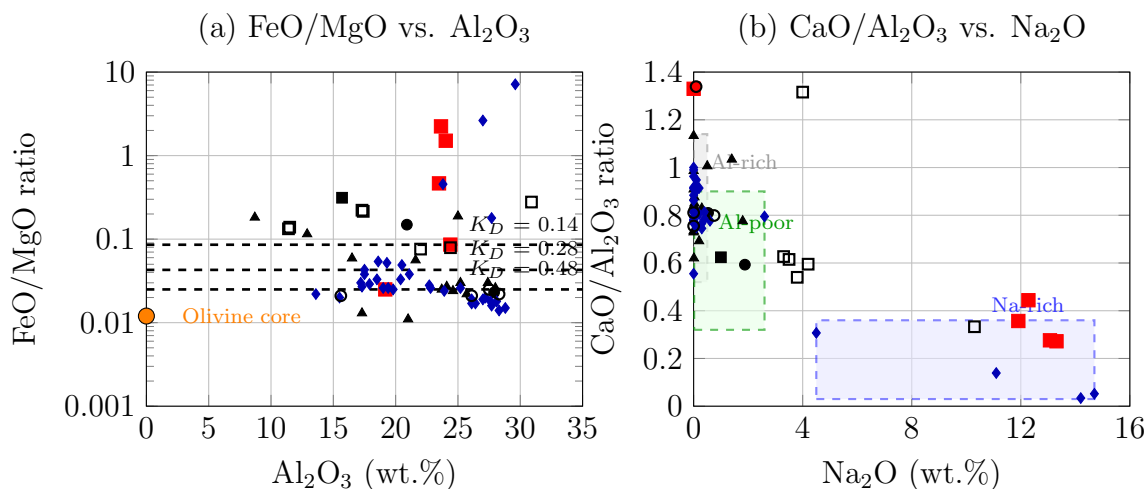 (a) FeO/MgO vs. Al₂O₃
(b) CaO/Al₂O₃ vs. Na₂O
10
1
0.1
0.01
0.001
FeO/MgO ratio
K_D = 0.14
K_D = 0.28
K_D = 0.48
Olivine core
0 5 10 15 20 25 30 35
Al₂O₃ (wt.%)
1.4
1.2
1
0.8
0.6
0.4
0.2
0
CaO/Al₂O₃ ratio
Al-rich
Al-poor
Na-rich
0 4 8 12 16
Na₂O (wt.%)